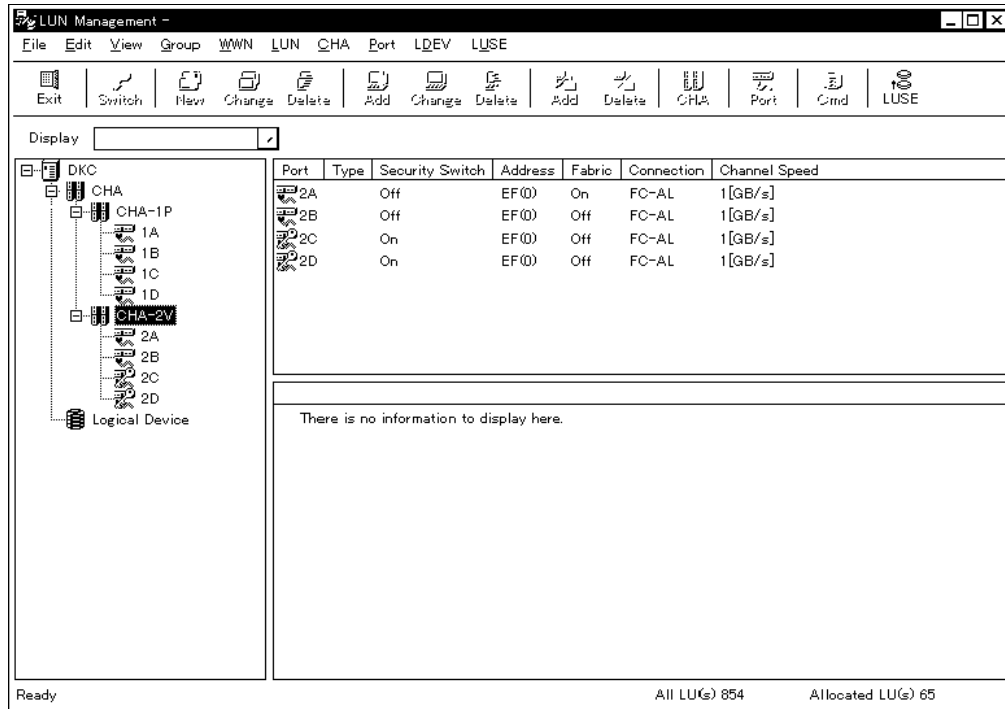 LUN Management -
File Edit View Group WWN LUN CHA Port LDEV LUSE
Exit Switch New Change Delete Add Change Delete Add Delete CHA Port Cmd LUSE
Display
DKC
CHA
CHA-1P
1A
1B
1C
1D
CHA-2V
2A
2B
2C
2D
Logical Device
Port Type Security Switch Address Fabric Connection Channel Speed
2A Off EF(0) On FC-AL 1[GB/s]
2B Off EF(0) Off FC-AL 1[GB/s]
2C On EF(0) Off FC-AL 1[GB/s]
2D On EF(0) Off FC-AL 1[GB/s]
There is no information to display here.
Ready All LU(s) 854 Allocated LU(s) 65